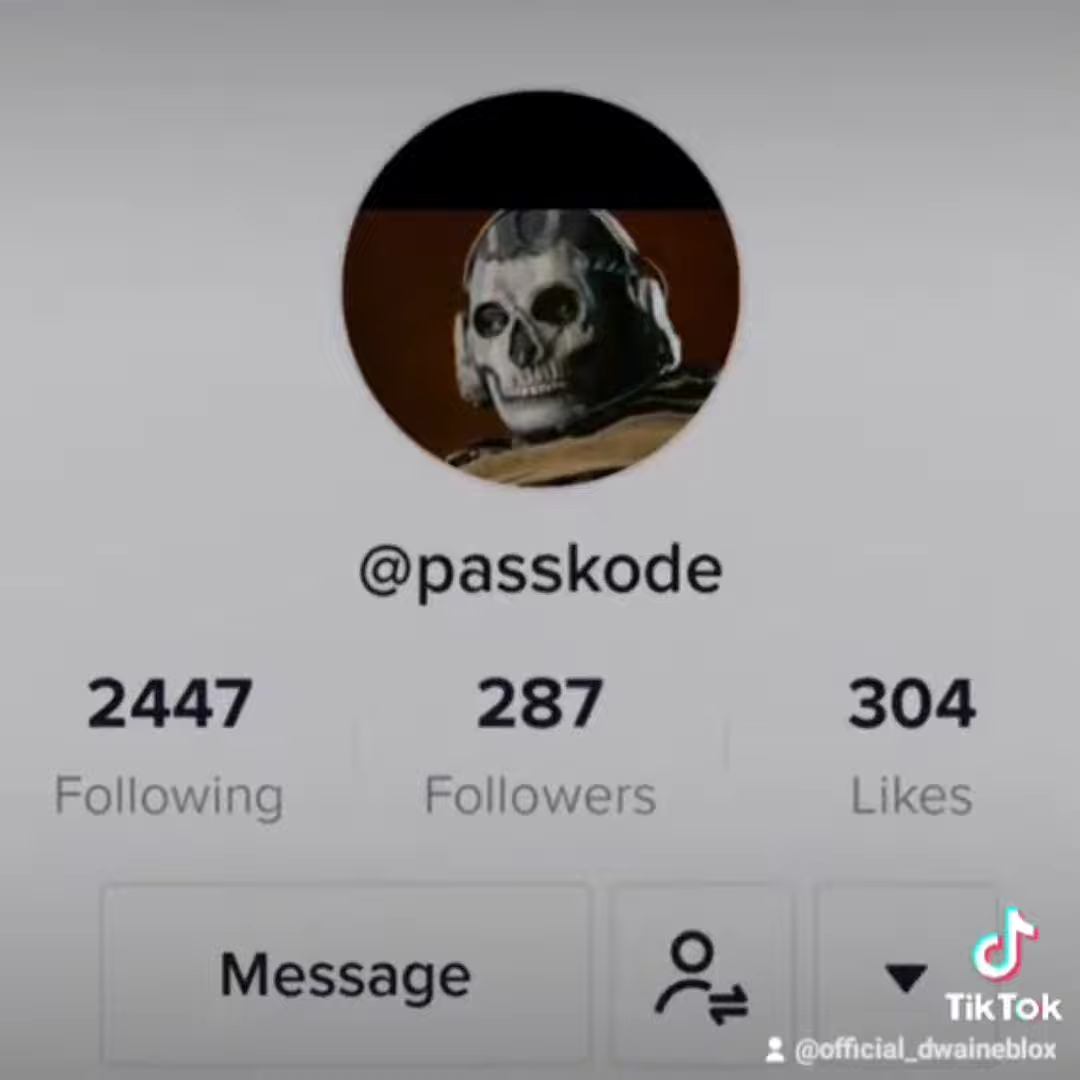 @passkode
2447 287 304
Following Followers Likes
Message
TikTok
@official_dwaineblox